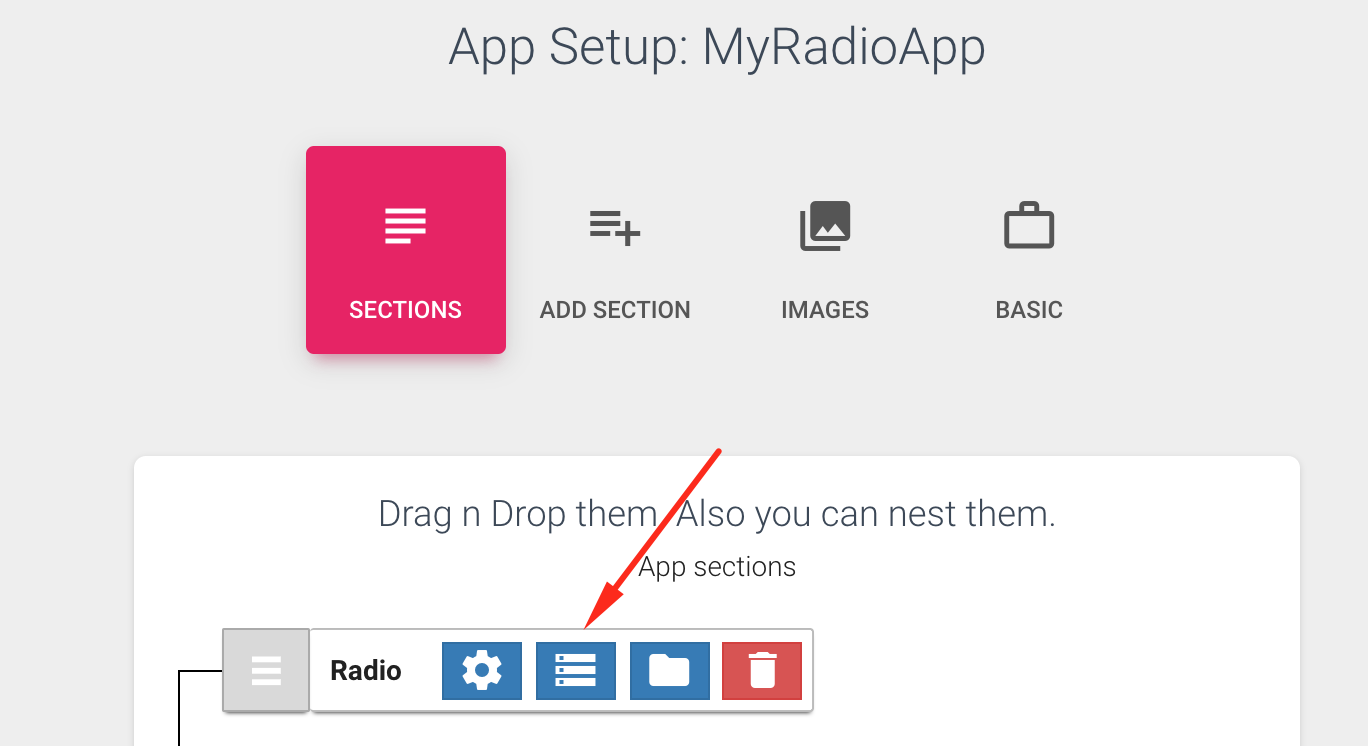 App Setup: MyRadioApp
SECTIONS
ADD SECTION
IMAGES
BASIC
Drag n Drop them. Also you can nest them.
App sections
Radio